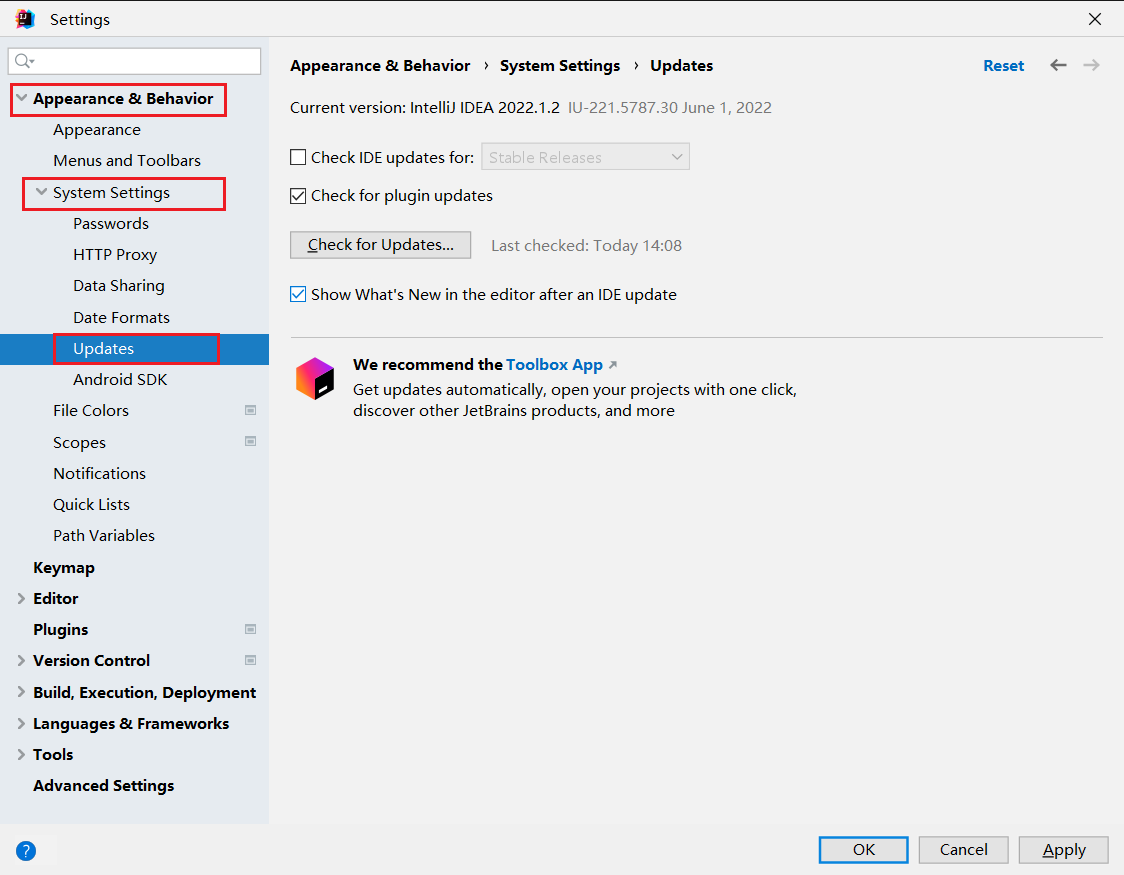 Settings
Appearance & Behavior
Appearance
Menus and Toolbars
System Settings
Passwords
HTTP Proxy
Data Sharing
Date Formats
Updates
Android SDK
File Colors
Scopes
Notifications
Quick Lists
Path Variables
Keymap
Editor
Plugins
Version Control
Build, Execution, Deployment
Languages & Frameworks
Tools
Advanced Settings
Appearance & Behavior › System Settings › Updates Reset
Current version: IntelliJ IDEA 2022.1.2 IU-221.5787.30 June 1, 2022
Check IDE updates for: Stable Releases
Check for plugin updates
Check for Updates... Last checked: Today 14:08
Show What's New in the editor after an IDE update
We recommend the Toolbox App ↗
Get updates automatically, open your projects with one click,
discover other JetBrains products, and more
? OK Cancel Apply